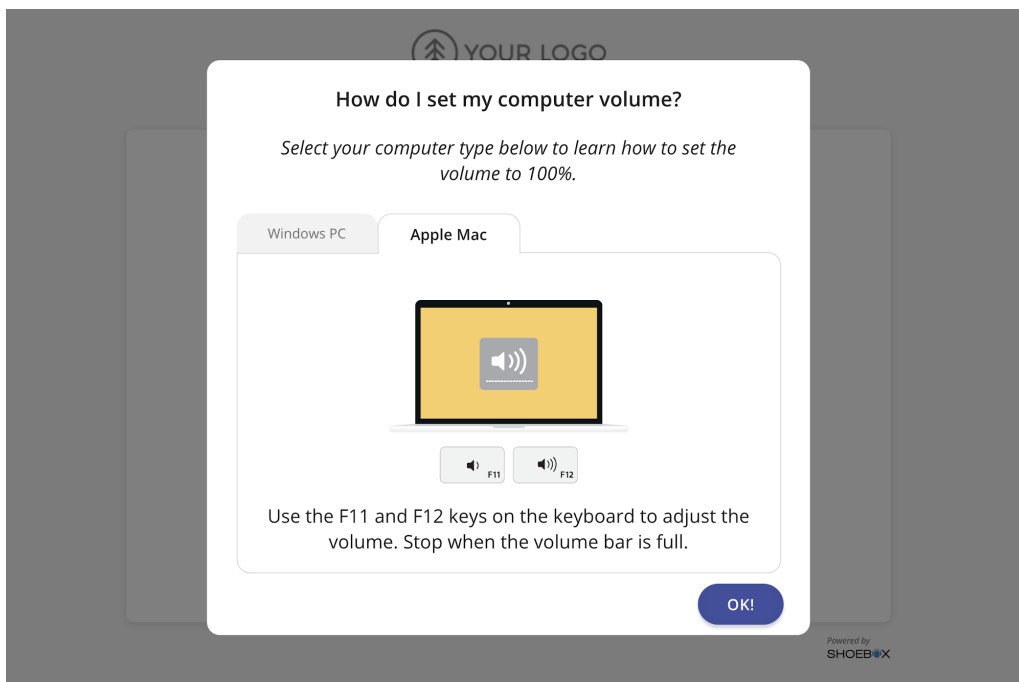 YOUR LOGO
How do I set my computer volume?
Select your computer type below to learn how to set the
volume to 100%.
Windows PC
Apple Mac
F11
F12
Use the F11 and F12 keys on the keyboard to adjust the
volume. Stop when the volume bar is full.
OK!
Powered by
SHOEBOX